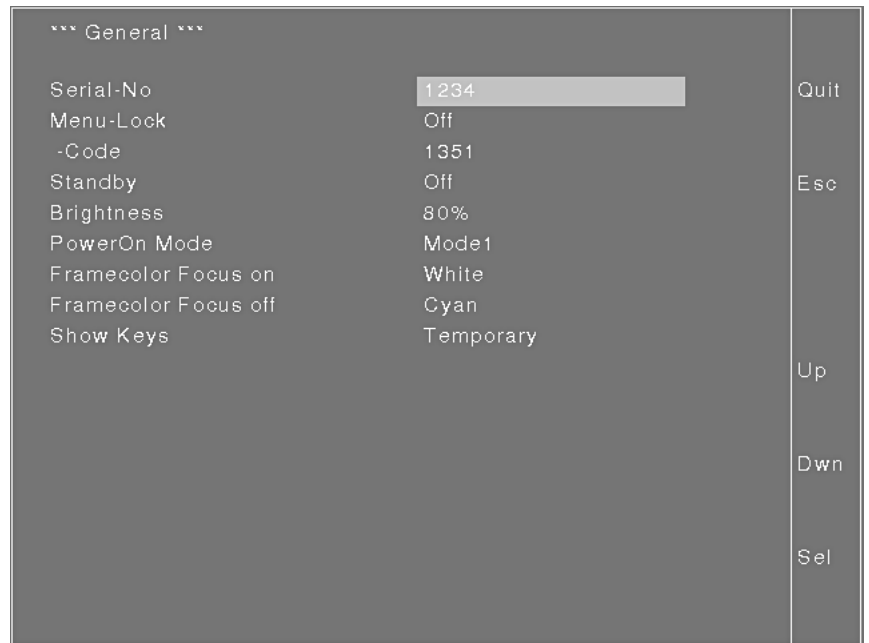 *** General ***
Serial-No 1234 Quit
Menu-Lock Off
-Code 1351
Standby Off Esc
Brightness 80%
PowerOn Mode Mode1
Framecolor Focus on White
Framecolor Focus off Cyan
Show Keys Temporary
Up
Dwn
Sel